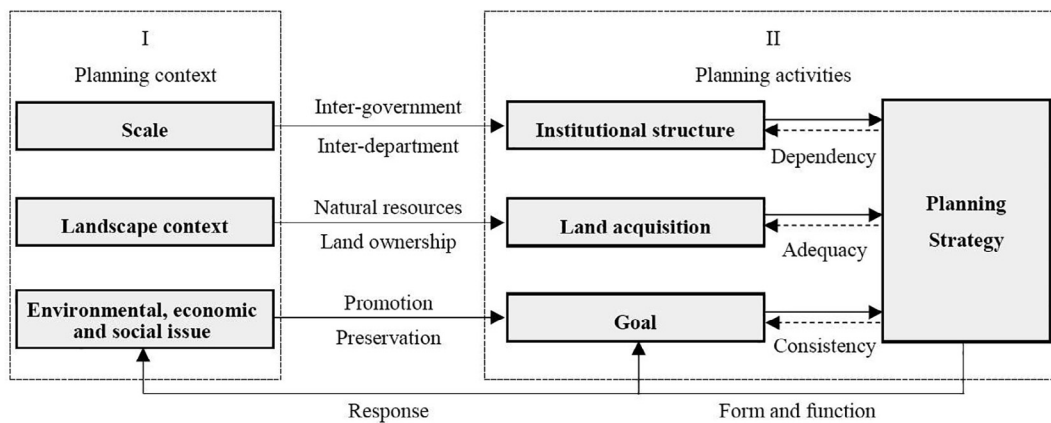 I
Planning context
Scale
Landscape context
Environmental, economic
and social issue
Inter-government
Inter-department
Natural resources
Land ownership
Promotion
Preservation
II
Planning activities
Institutional structure
Land acquisition
Goal
Dependency
Adequacy
Consistency
Planning
Strategy
Response
Form and function